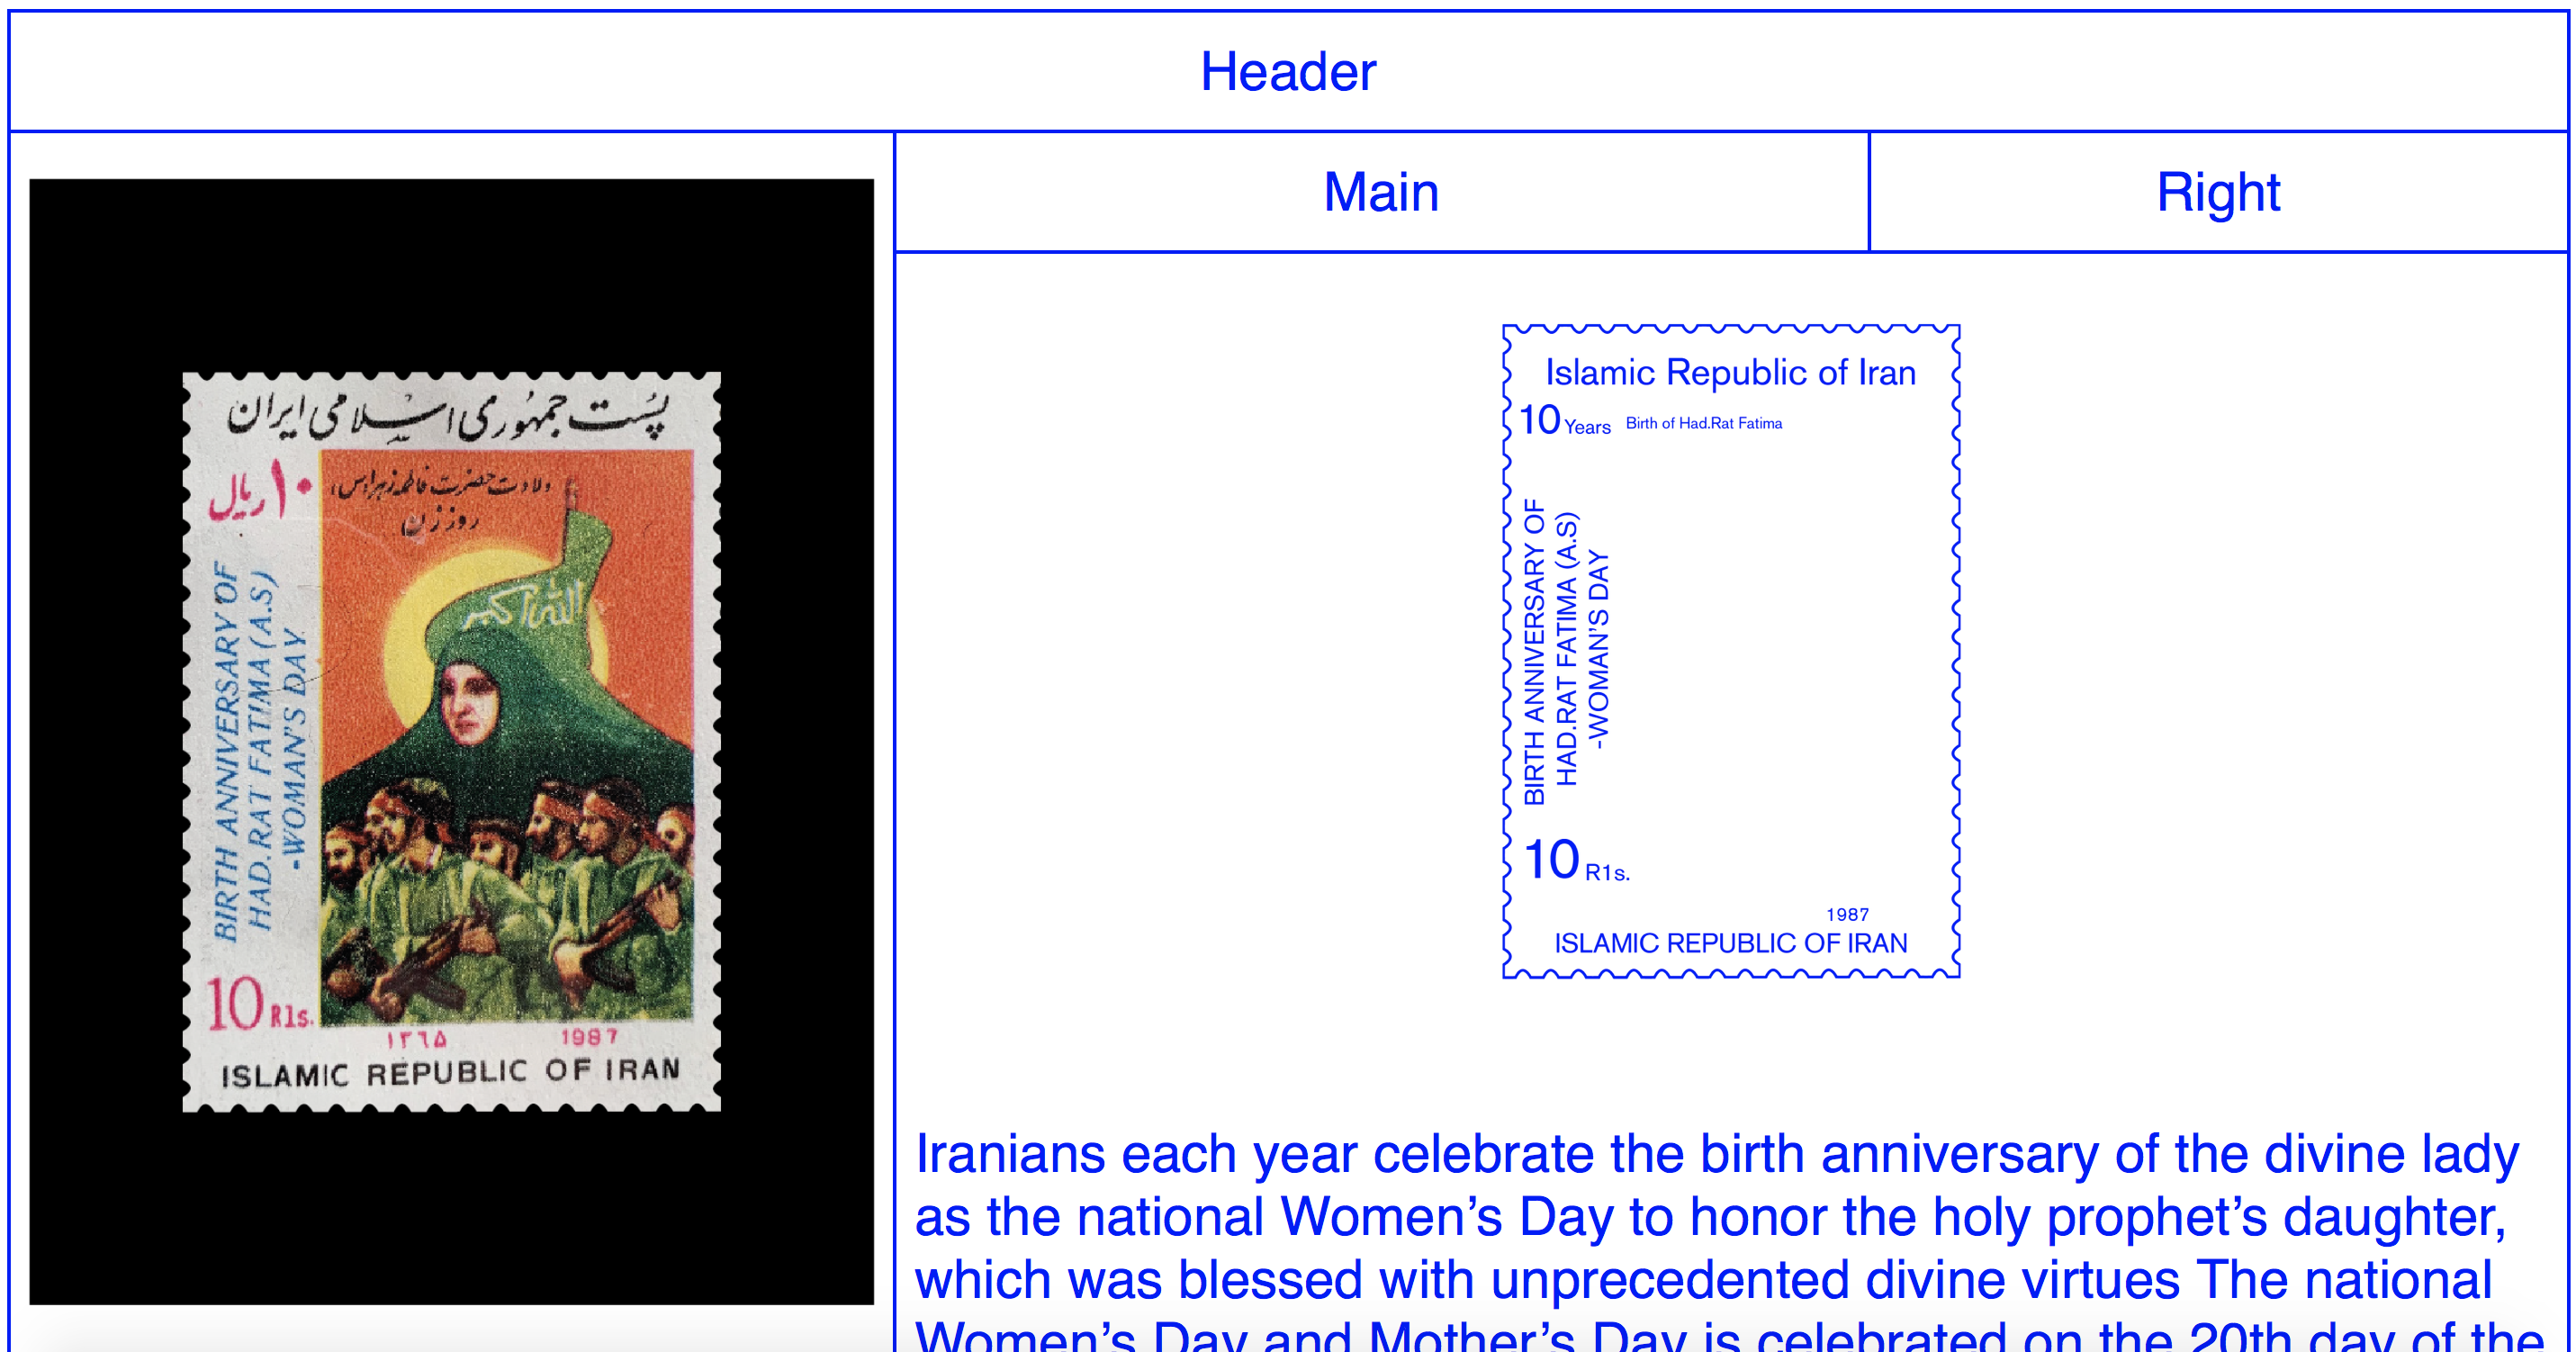 Header
Main
Right
پست جمهوری اسلامی ایران
۱۰ ریال
ولادت حضرت فاطمه زهرا(س)
روز زن
الله اکبر
BIRTH ANNIVERSARY OF
HAD.RAT FATIMA (A.S)
-WOMAN'S DAY
10 R1s.
۱۳۶۵ 1987
ISLAMIC REPUBLIC OF IRAN
Islamic Republic of Iran
10 Years Birth of Had.Rat Fatima
BIRTH ANNIVERSARY OF
HAD.RAT FATIMA (A.S)
-WOMAN'S DAY
10 R1s.
1987
ISLAMIC REPUBLIC OF IRAN
Iranians each year celebrate the birth anniversary of the divine lady
as the national Women’s Day to honor the holy prophet’s daughter,
which was blessed with unprecedented divine virtues The national
Women’s Day and Mother’s Day is celebrated on the 20th day of the